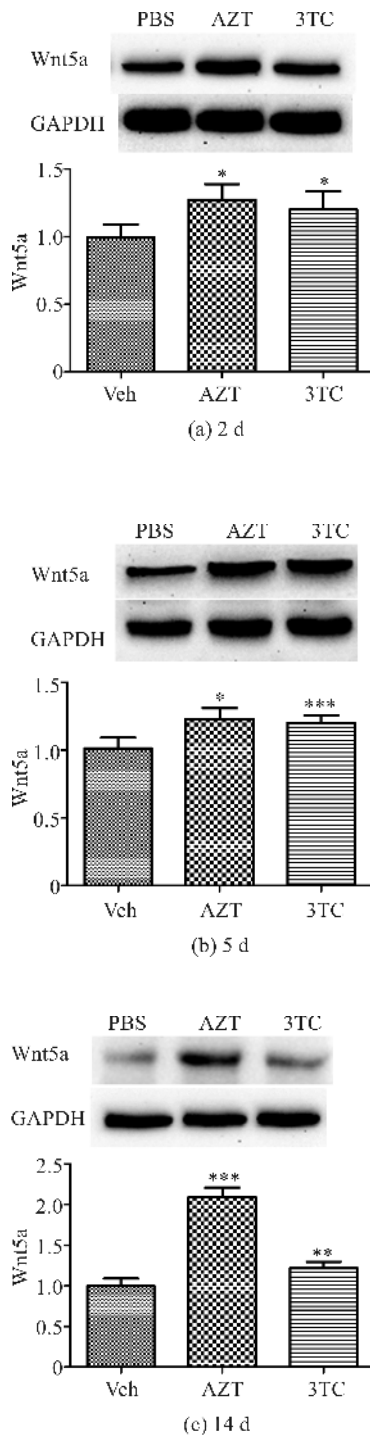 PBS AZT 3TC
Wnt5a
GAPDH
1.5
* *
1.0
Wnt5a
0.5
0
Veh AZT 3TC
(a) 2 d
PBS AZT 3TC
Wnt5a
GAPDH
1.5
* ***
1.0
Wnt5a
0.5
0
Veh AZT 3TC
(b) 5 d
PBS AZT 3TC
Wnt5a
GAPDH
2.5
***
2.0
1.5
**
Wnt5a
1.0
0.5
0
Veh AZT 3TC
(c) 14 d